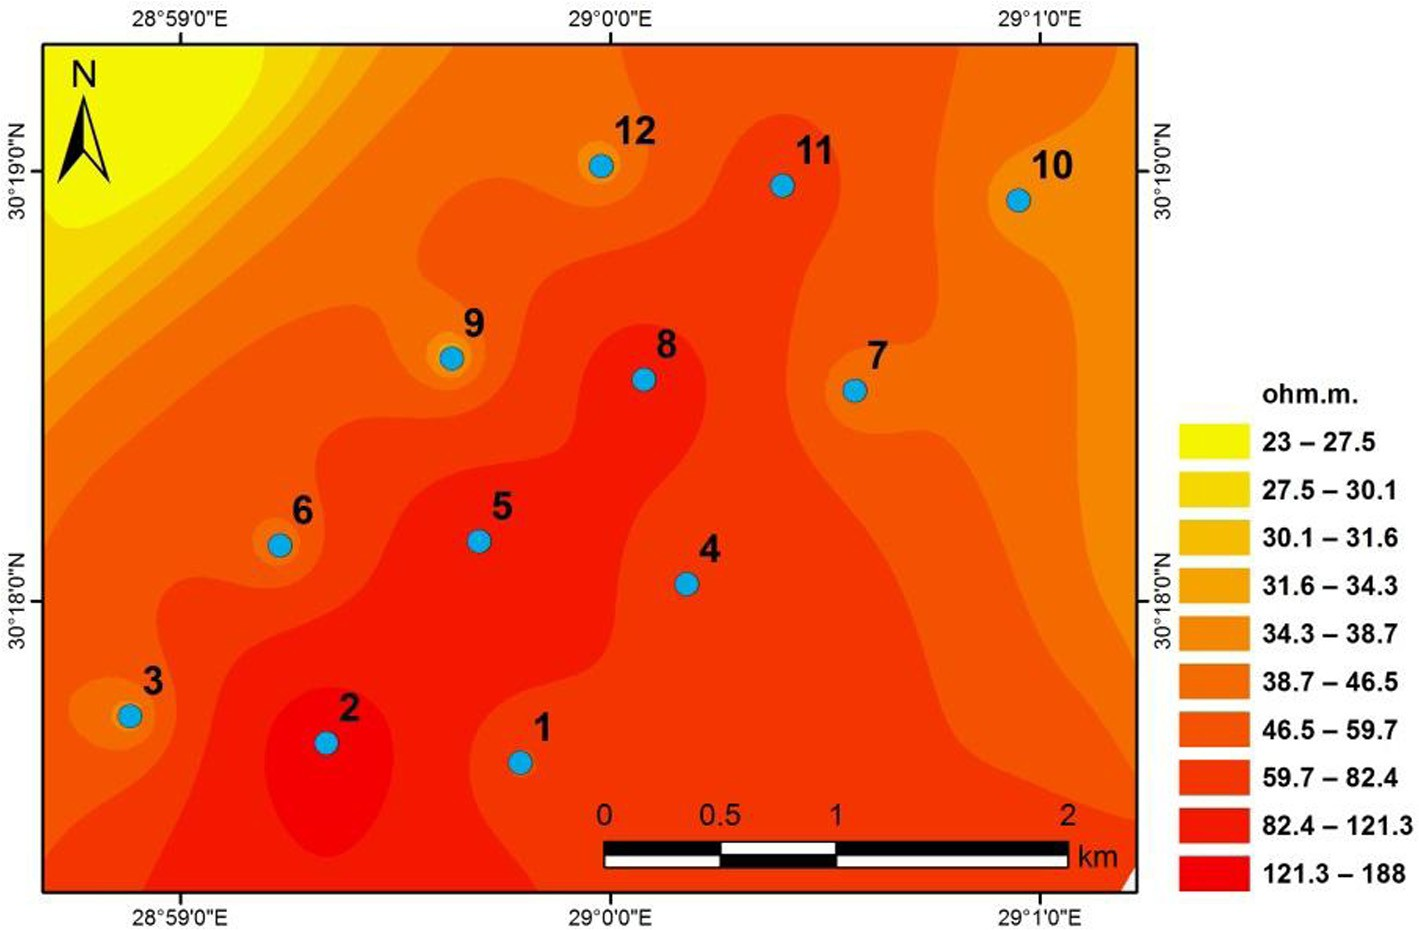 28°59'0"E 29°0'0"E 29°1'0"E
N
30°19'0"N
30°19'0"N
12
11
10
9
8
7
6
5
4
30°18'0"N
30°18'0"N
3
2
1
0 0.5 1 2
km
28°59'0"E 29°0'0"E 29°1'0"E
ohm.m.
23 – 27.5
27.5 – 30.1
30.1 – 31.6
31.6 – 34.3
34.3 – 38.7
38.7 – 46.5
46.5 – 59.7
59.7 – 82.4
82.4 – 121.3
121.3 – 188